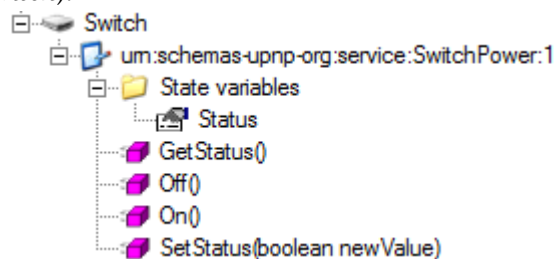 Switch
urn:schemas-upnp-org:service:SwitchPower:1
State variables
Status
GetStatus()
Off()
On()
SetStatus(boolean newValue)